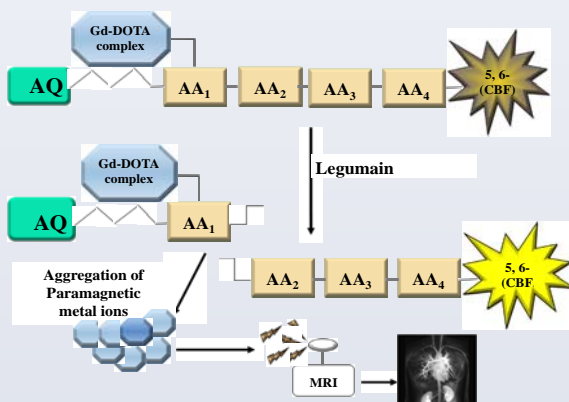 Gd-DOTA
complex
AQ
AA1
AA2
AA3
AA4
5, 6-
(CBF)
Legumain
Gd-DOTA
complex
AQ
AA1
AA2
AA3
AA4
5, 6-
(CBF
Aggregation of
Paramagnetic
metal ions
MRI